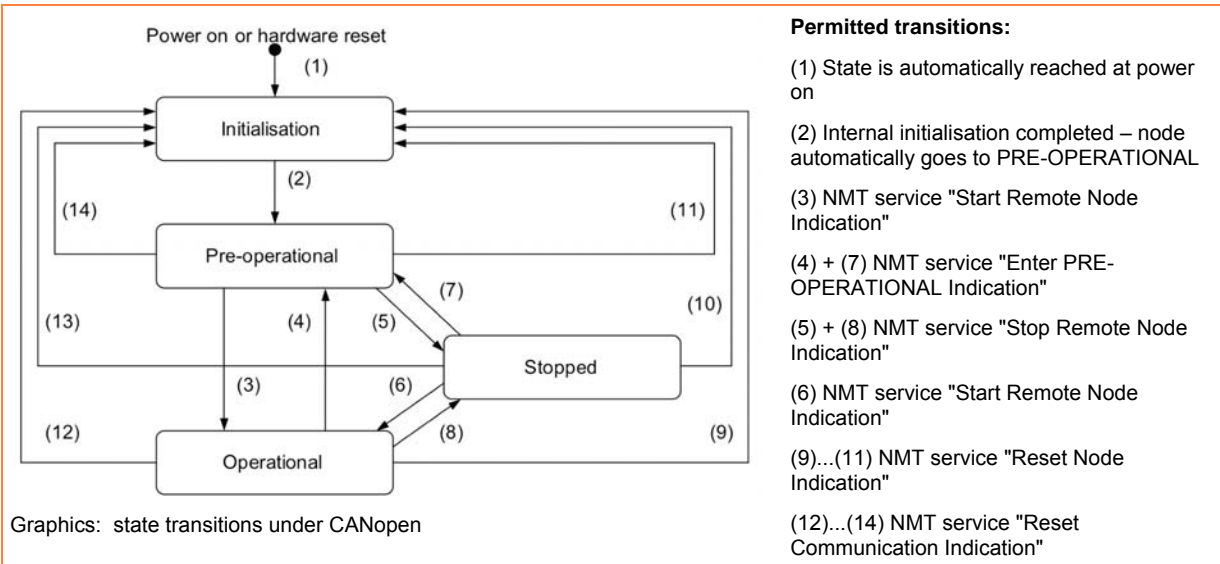 Power on or hardware reset
(1)
Initialisation
(2)
(14)
(11)
Pre-operational
(7)
(10)
(13)
(4)
(5)
Stopped
(3)
(6)
(12)
(8)
(9)
Operational
Graphics: state transitions under CANopen
Permitted transitions:
(1) State is automatically reached at power
on
(2) Internal initialisation completed – node
automatically goes to PRE-OPERATIONAL
(3) NMT service "Start Remote Node
Indication"
(4) + (7) NMT service "Enter PRE-
OPERATIONAL Indication"
(5) + (8) NMT service "Stop Remote Node
Indication"
(6) NMT service "Start Remote Node
Indication"
(9)...(11) NMT service "Reset Node
Indication"
(12)...(14) NMT service "Reset
Communication Indication"